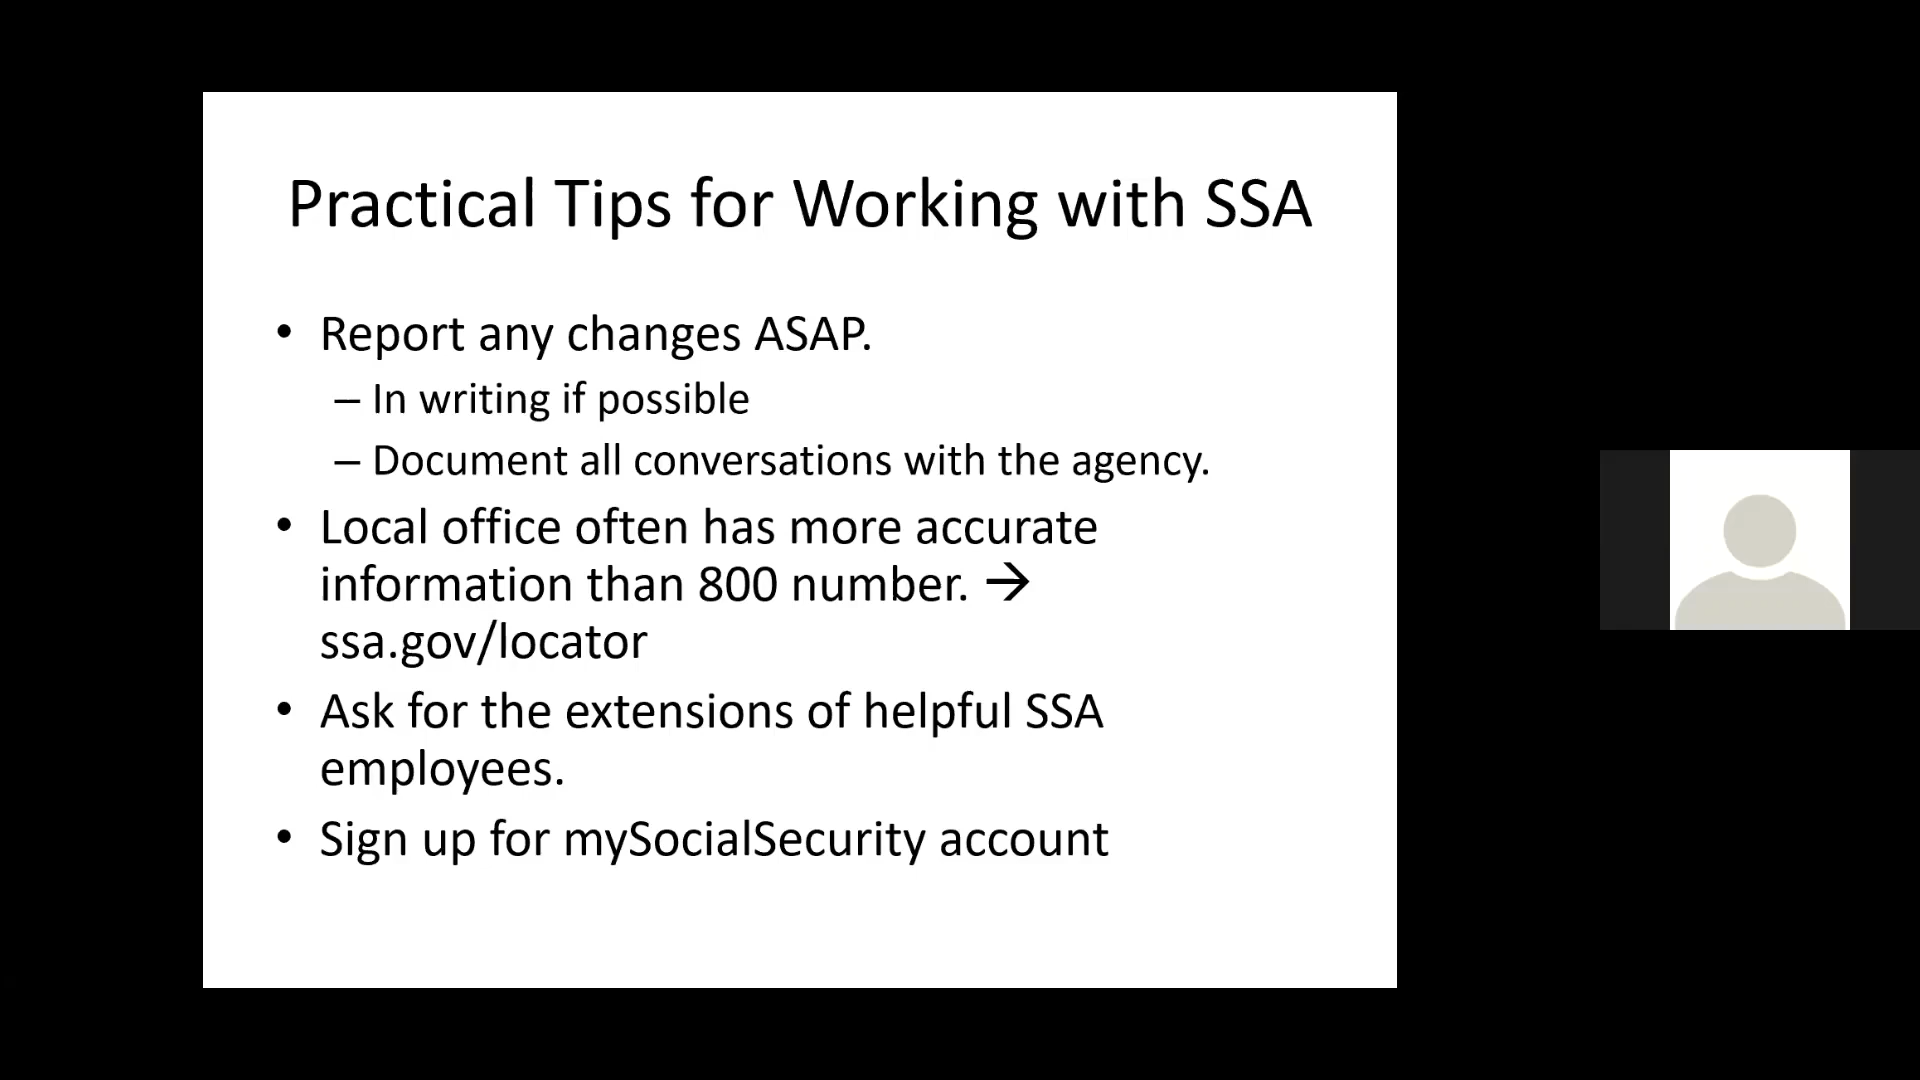 Practical Tips for Working with SSA
• Report any changes ASAP.
– In writing if possible
– Document all conversations with the agency.
• Local office often has more accurate
information than 800 number. →
ssa.gov/locator
• Ask for the extensions of helpful SSA
employees.
• Sign up for mySocialSecurity account